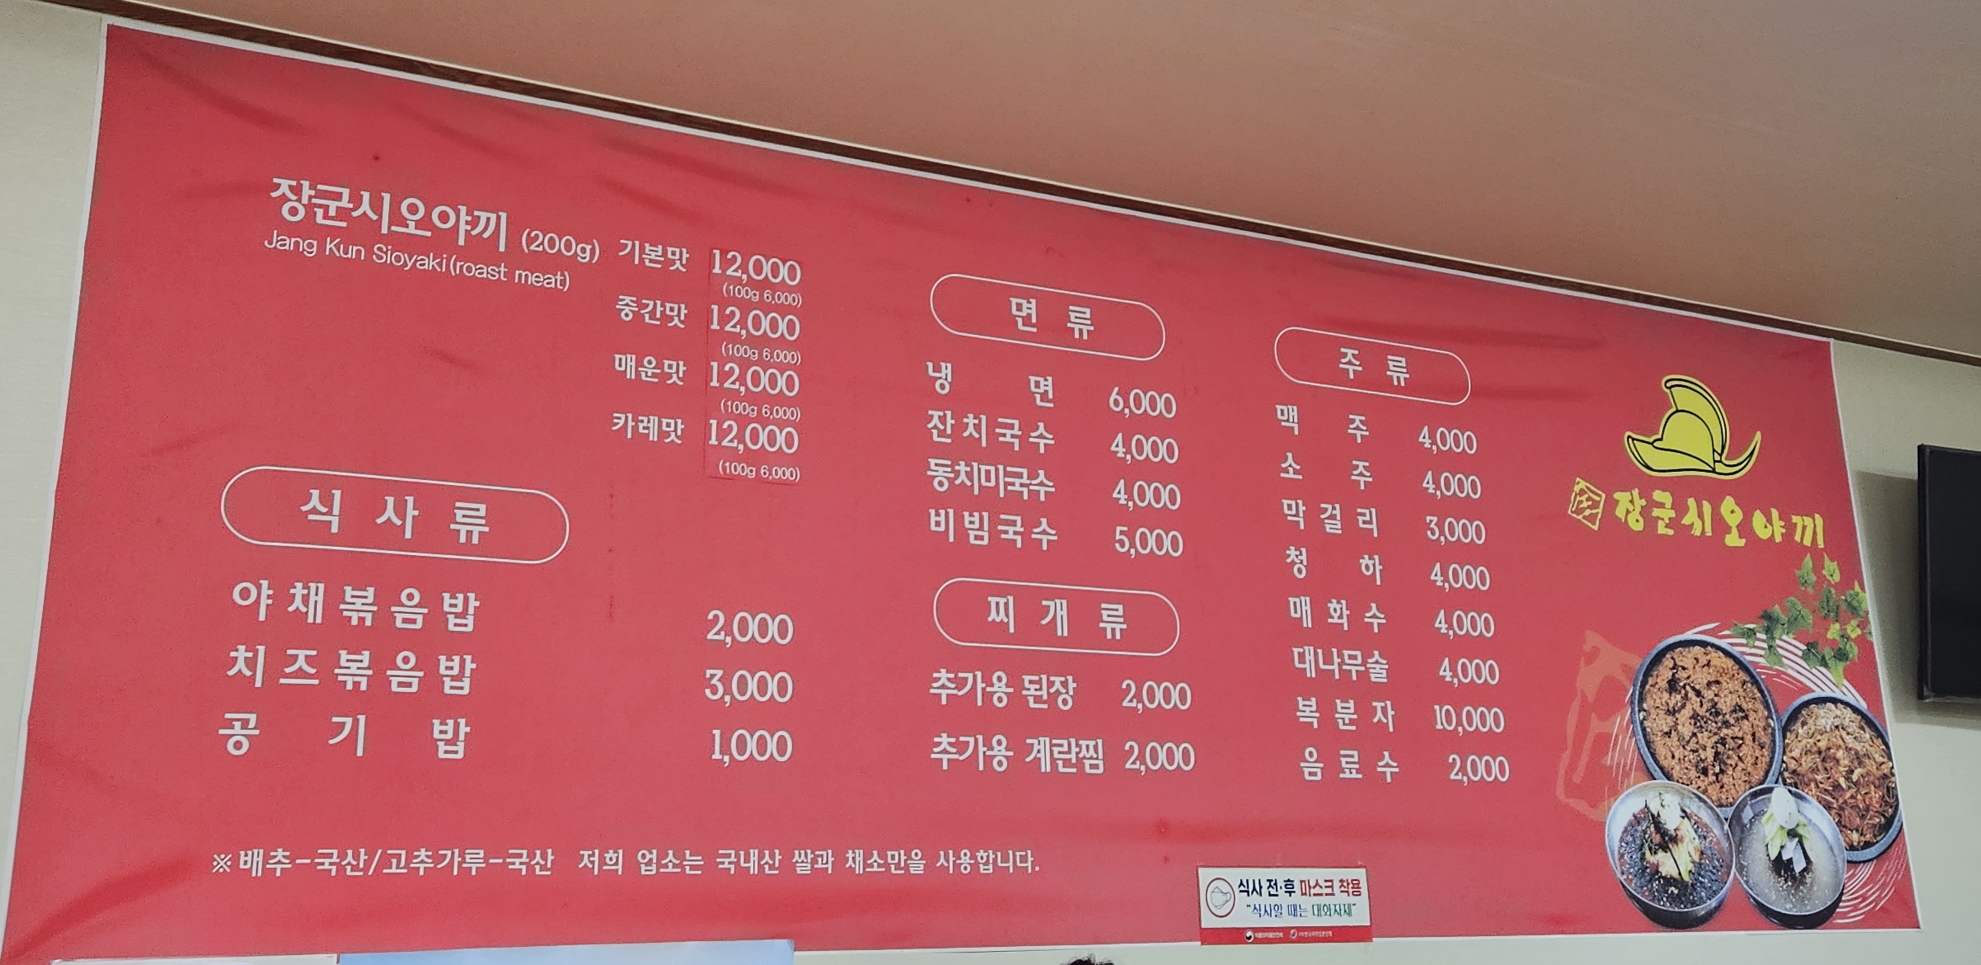 장군시오야끼 (200g)
Jang Kun Sioyaki(roast meat)
기본맛 12,000
(100g 6,000)
중간맛 12,000
(100g 6,000)
매운맛 12,000
(100g 6,000)
카레맛 12,000
(100g 6,000)
식사류
야채볶음밥 2,000
치즈볶음밥 3,000
공기밥 1,000
면류
냉면 6,000
잔치국수 4,000
동치미국수 4,000
비빔국수 5,000
찌개류
추가용 된장 2,000
추가용 계란찜 2,000
주류
맥주 4,000
소주 4,000
막걸리 3,000
청하 4,000
매화수 4,000
대나무술 4,000
복분자 10,000
음료수 2,000
장군시오야끼
※배추-국산/고추가루-국산 저희 업소는 국내산 쌀과 채소만을 사용합니다.
식사 전·후 마스크 착용
"식사할 때는 대화자제"